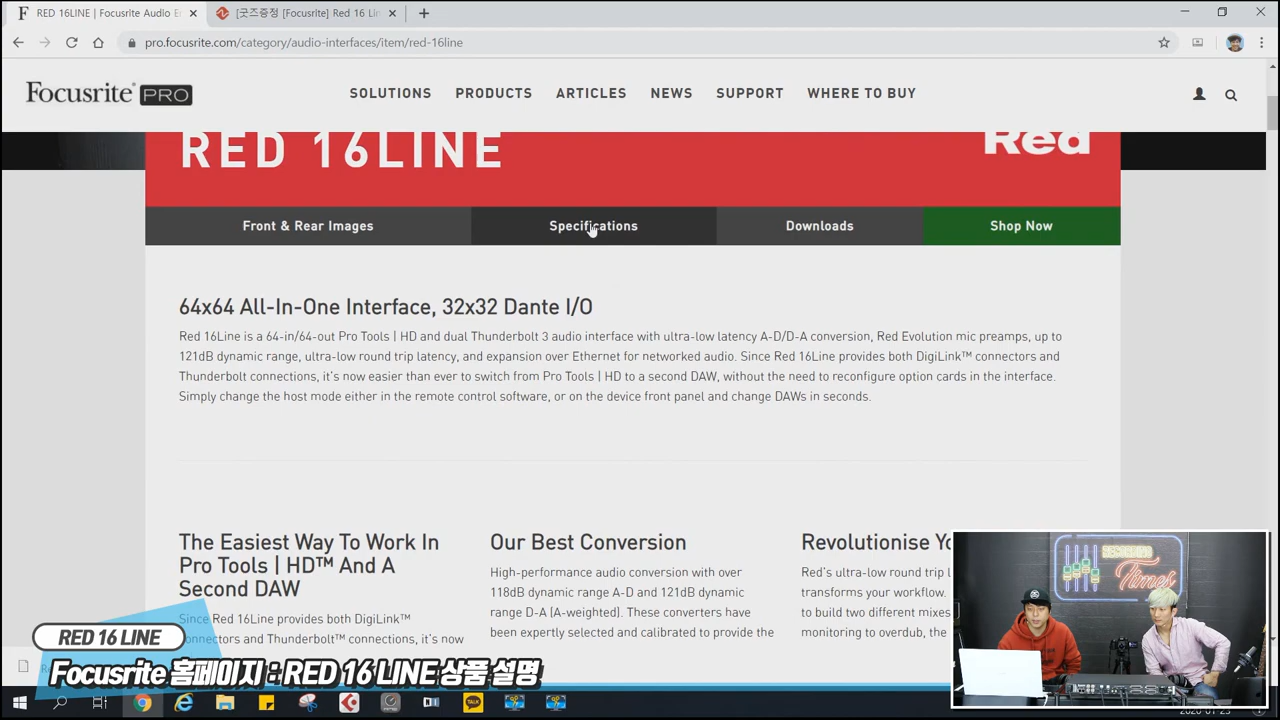 RED 16LINE | Focusrite Audio E
[굿즈증정 [Focusrite] Red 16 Lin
pro.focusrite.com/category/audio-interfaces/item/red-16line
Focusrite PRO
SOLUTIONS PRODUCTS ARTICLES NEWS SUPPORT WHERE TO BUY
RED 16LINE
Red
Front & Rear Images Specifications Downloads Shop Now
64x64 All-In-One Interface, 32x32 Dante I/O
Red 16Line is a 64-in/64-out Pro Tools | HD and dual Thunderbolt 3 audio interface with ultra-low latency A-D/D-A conversion, Red Evolution mic preamps, up to
121dB dynamic range, ultra-low round trip latency, and expansion over Ethernet for networked audio. Since Red 16Line provides both DigiLink™ connectors and
Thunderbolt connections, it's now easier than ever to switch from Pro Tools | HD to a second DAW, without the need to reconfigure option cards in the interface.
Simply change the host mode either in the remote control software, or on the device front panel and change DAWs in seconds.
The Easiest Way To Work In
Pro Tools | HD™ And A
Second DAW
Since Red 16Line provides both DigiLink™
nectors and Thunderbolt™ connections, it's now
Our Best Conversion
High-performance audio conversion with over
118dB dynamic range A-D and 121dB dynamic
range D-A (A-weighted). These converters have
been expertly selected and calibrated to provide the
Revolutionise Yo
Red's ultra-low round trip l
transforms your workflow.
to build two different mixes
monitoring to overdub, the
Times
RED 16 LINE
Focusrite 홈페이지 : RED 16 LINE 상품 설명
TALK
2020-01-23